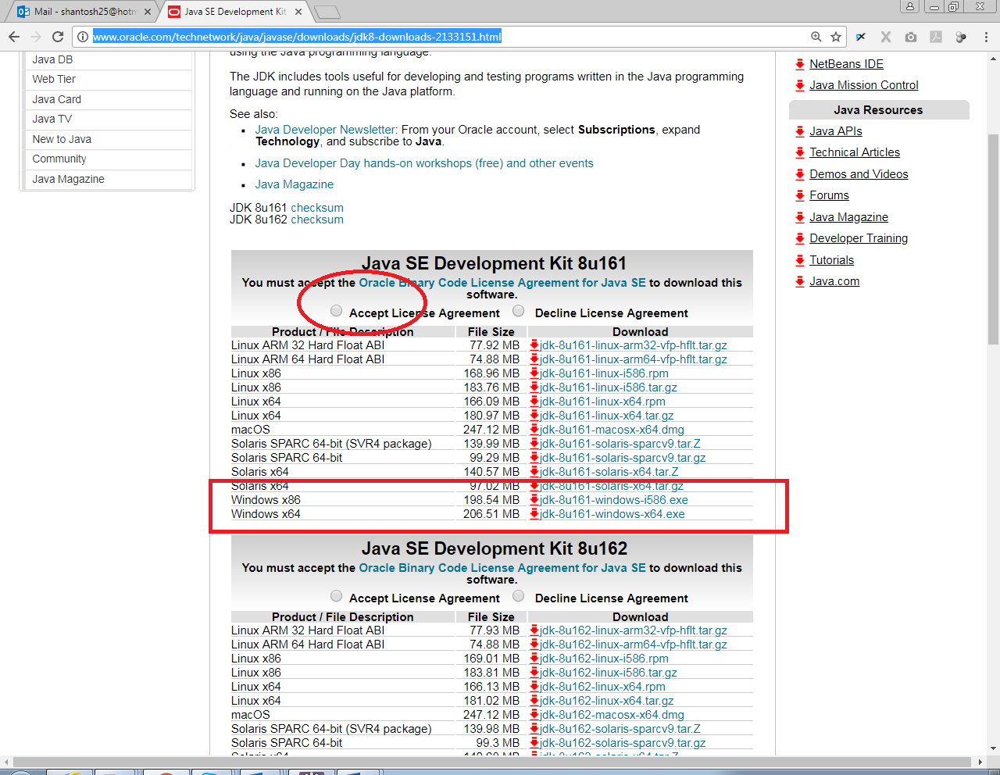 Mail - shantosh25@hotm
Java SE Development Kit
www.oracle.com/technetwork/java/javase/downloads/jdk8-downloads-2133151.html
Java DB
Web Tier
Java Card
Java TV
New to Java
Community
Java Magazine
using the Java programming language.
The JDK includes tools useful for developing and testing programs written in the Java programming
language and running on the Java platform.
See also:
Java Developer Newsletter: From your Oracle account, select Subscriptions, expand
Technology, and subscribe to Java.
Java Developer Day hands-on workshops (free) and other events
Java Magazine
JDK 8u161 checksum
JDK 8u162 checksum
Java SE Development Kit 8u161
You must accept the Oracle Binary Code License Agreement for Java SE to download this
software.
Accept License Agreement Decline License Agreement
Product / File Description File Size Download
Linux ARM 32 Hard Float ABI 77.92 MB jdk-8u161-linux-arm32-vfp-hflt.tar.gz
Linux ARM 64 Hard Float ABI 74.88 MB jdk-8u161-linux-arm64-vfp-hflt.tar.gz
Linux x86 168.96 MB jdk-8u161-linux-i586.rpm
Linux x86 183.76 MB jdk-8u161-linux-i586.tar.gz
Linux x64 166.09 MB jdk-8u161-linux-x64.rpm
Linux x64 180.97 MB jdk-8u161-linux-x64.tar.gz
macOS 247.12 MB jdk-8u161-macosx-x64.dmg
Solaris SPARC 64-bit (SVR4 package) 139.99 MB jdk-8u161-solaris-sparcv9.tar.Z
Solaris SPARC 64-bit 99.29 MB jdk-8u161-solaris-sparcv9.tar.gz
Solaris x64 140.57 MB jdk-8u161-solaris-x64.tar.Z
Solaris x64 97.02 MB jdk-8u161-solaris-x64.tar.gz
Windows x86 198.54 MB jdk-8u161-windows-i586.exe
Windows x64 206.51 MB jdk-8u161-windows-x64.exe
Java SE Development Kit 8u162
You must accept the Oracle Binary Code License Agreement for Java SE to download this
software.
Accept License Agreement Decline License Agreement
Product / File Description File Size Download
Linux ARM 32 Hard Float ABI 77.93 MB jdk-8u162-linux-arm32-vfp-hflt.tar.gz
Linux ARM 64 Hard Float ABI 74.88 MB jdk-8u162-linux-arm64-vfp-hflt.tar.gz
Linux x86 169.01 MB jdk-8u162-linux-i586.rpm
Linux x86 183.81 MB jdk-8u162-linux-i586.tar.gz
Linux x64 166.13 MB jdk-8u162-linux-x64.rpm
Linux x64 181.02 MB jdk-8u162-linux-x64.tar.gz
macOS 247.12 MB jdk-8u162-macosx-x64.dmg
Solaris SPARC 64-bit (SVR4 package) 139.98 MB jdk-8u162-solaris-sparcv9.tar.Z
Solaris SPARC 64-bit 99.3 MB jdk-8u162-solaris-sparcv9.tar.gz
Solaris x64 MB jdk-8u162-solaris-x64.tar.Z
NetBeans IDE
Java Mission Control
Java Resources
Java APIs
Technical Articles
Demos and Videos
Forums
Java Magazine
Developer Training
Tutorials
Java.com